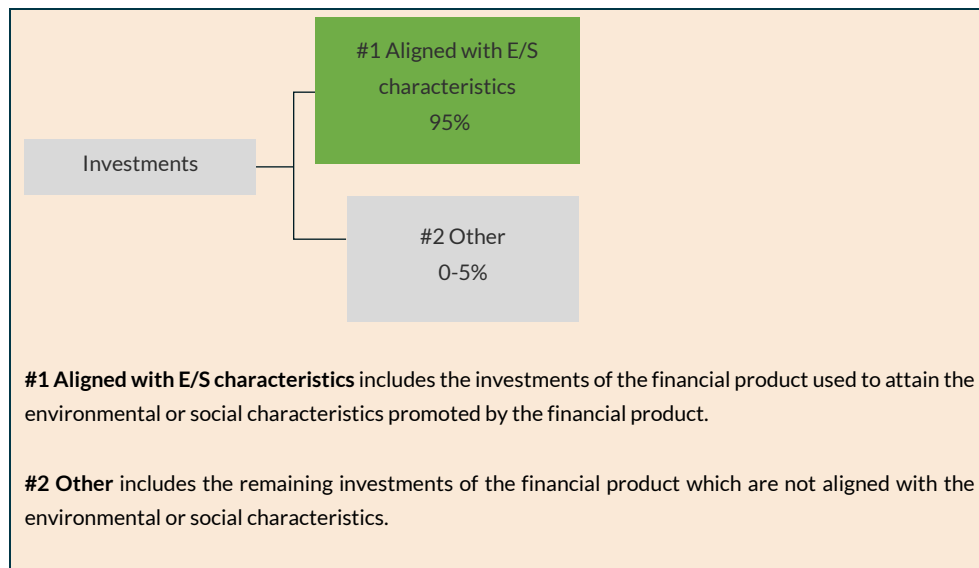 #1 Aligned with E/S
characteristics
95%
Investments
#2 Other
0-5%
#1 Aligned with E/S characteristics includes the investments of the financial product used to attain the
environmental or social characteristics promoted by the financial product.
#2 Other includes the remaining investments of the financial product which are not aligned with the
environmental or social characteristics.